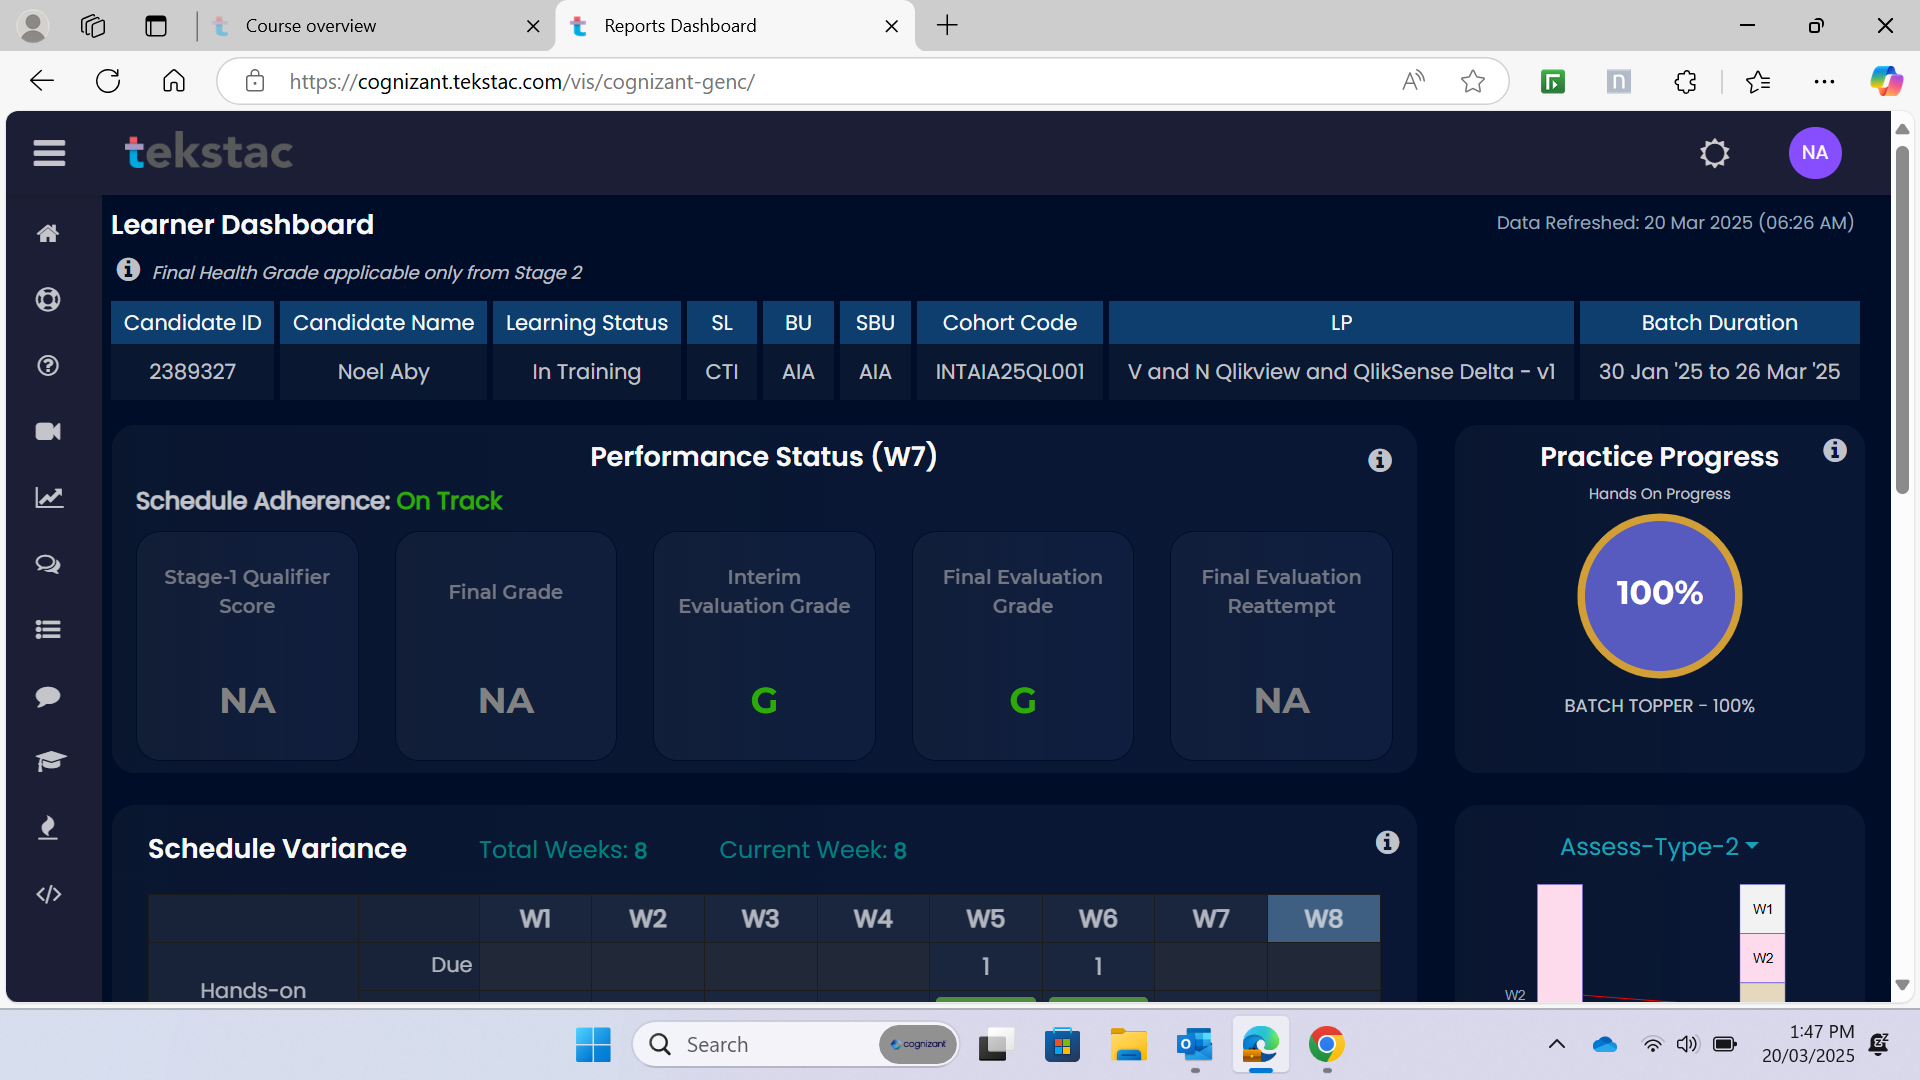 Course overview
Reports Dashboard
https://cognizant.tekstac.com/vis/cognizant-genc/
tekstac
NA
Learner Dashboard
Data Refreshed: 20 Mar 2025 (06:26 AM)
Final Health Grade applicable only from Stage 2
Candidate ID Candidate Name Learning Status SL BU SBU Cohort Code LP Batch Duration
2389327 Noel Aby In Training CTI AIA AIA INTAIA25QL001 V and N Qlikview and QlikSense Delta - v1 30 Jan '25 to 26 Mar '25
Performance Status (W7)
Schedule Adherence: On Track
Stage-1 Qualifier
Score
NA
Final Grade
NA
Interim
Evaluation Grade
G
Final Evaluation
Grade
G
Final Evaluation
Reattempt
NA
Practice Progress
Hands On Progress
100%
BATCH TOPPER - 100%
Schedule Variance Total Weeks: 8 Current Week: 8
W1 W2 W3 W4 W5 W6 W7 W8
Due 1 1
Hands-on
Assess-Type-2
W1
W2
W2
Search
cognizant
1:47 PM
20/03/2025